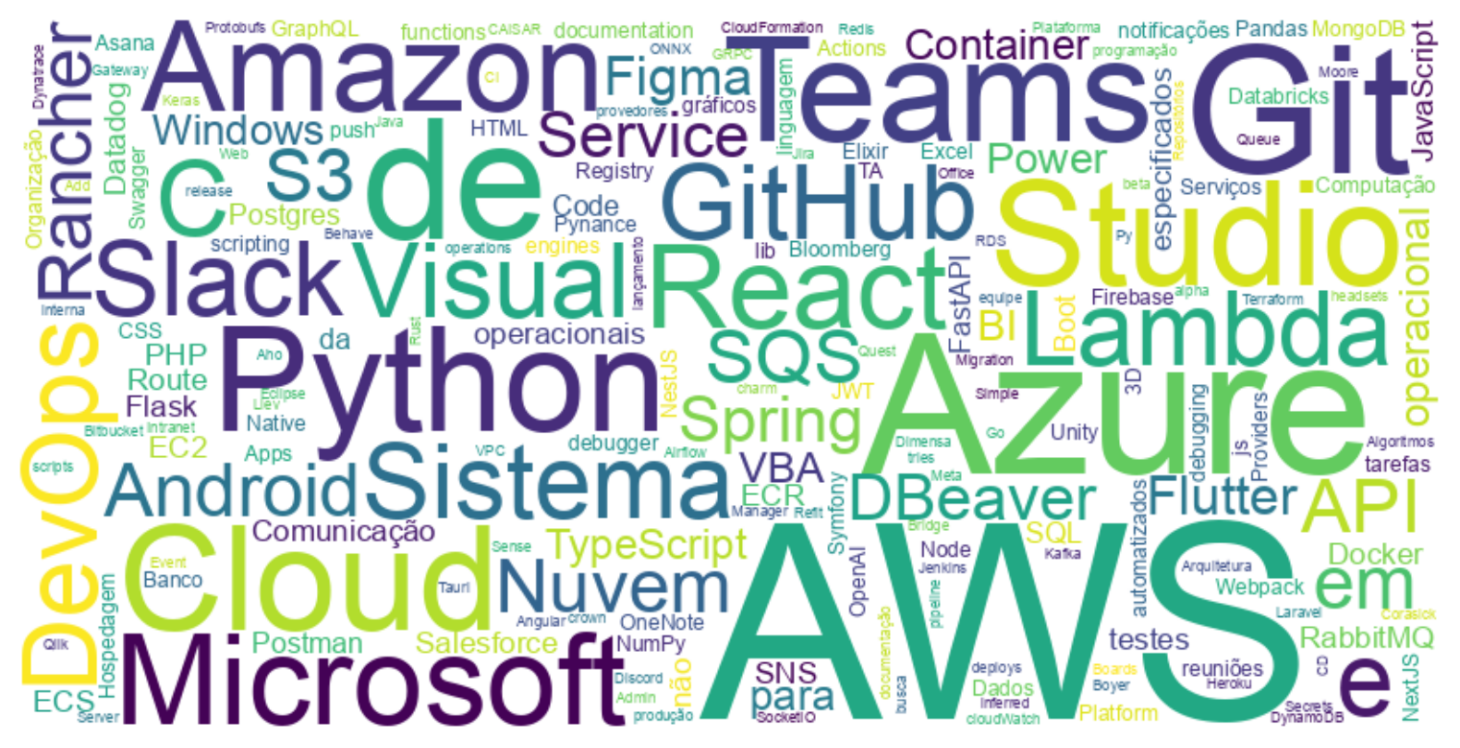 Protobufs
GraphQL
functions
CAISAR
documentation
ONNX
CloudFormation
GRPC
Redis
Actions
Container
Plataforma
programação
notificações
Pandas
MongoDB
Dynatrace
Rancher
Asana
Gateway
Amazon
Keras
CI
Figma
provedores
gráficos
Teams
linguagem
Git
Moore
JavaScript
Databricks
Queue
Repositórios
especificados
Organização
Datadog
Swagger
Windows
push
Java
HTML
Service
Jira
Elixir
TA
Excel
Office
Power
Web
Add
release
C
S3
de
Registry
GitHub
beta
Serviços
Computação
Postgres
Code
Pynance
Studio
Behave
scripting
operations
engines
lançamento
lib
Bloomberg
RDS
Py
operacional
Interna
Slack
Visual
React
FastAPI
equipe
Firebase
alpha
Terraform
headsets
DevOps
CSS
da
operacionais
Rust
BI
Boot
Lambda
PHP
Aho
Python
SQS
Quest
Migration
Route
Eclipse
NestJS
charm
JWT
Simple
3D
Azure
Flask
Liev
Native
Spring
Bitbucket
Intranet
EC2
Apps
VPC
debugger
Airflow
Dimensa
tries
Go
Unity
debugging
js
Providers
Algoritmos
tarefas
scripts
Android
Sistema
VBA
ECR
Manager
Refit
Meta
DBeaver
Flutter
API
Comunicação
Symfony
Bridge
SQL
Kafka
automatizados
Cloud
Event
Banco
Sense
TypeScript
OpenAI
Node
Jenkins
Arquitetura
Docker
Webpack
em
Hospedagem
Tauri
Nuvem
AWS
pipeline
Laravel
Corasick
Angular
crown
OneNote
Qlik
Postman
Salesforce
NumPy
testes
RabbitMQ
Microsoft
Discord
não
SNS
documentação
deploys
Boards
reuniões
Heroku
CD
e
NextJS
ECS
Admin
para
busca
Dados
Inferred
Boyer
Secrets
Server
produção
SocketIO
cloudWatch
Platform
DynamoDB